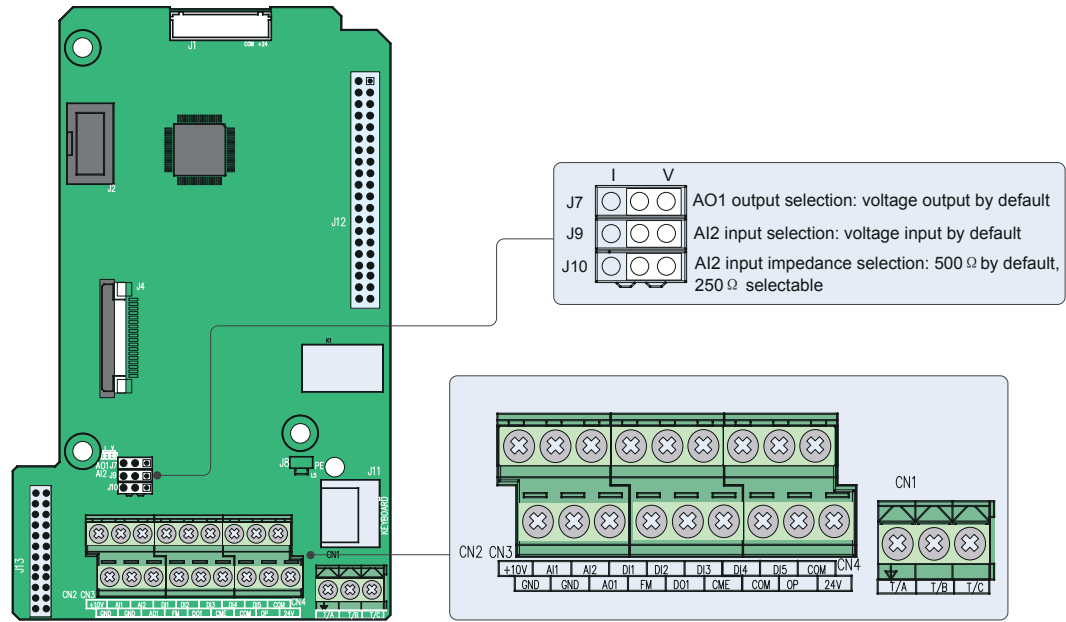 J1
COM +24
J2
J12
J4
K1
I V
J7 AO1 output selection: voltage output by default
J9 AI2 input selection: voltage input by default
J10 AI2 input impedance selection: 500 Ω by default,
250 Ω selectable
AO1 J7
AI2 J9
J10
J8
PE
J11
KEYBOARD
J13
CN1
CN2 CN3
CN4
+10V AI1 AI2 DI1 DI2 DI3 DI4 DI5 COM
GND GND AO1 FM DO1 CME COM OP 24V
T/A T/B T/C
CN1
CN2 CN3
CN4
+10V AI1 AI2 DI1 DI2 DI3 DI4 DI5 COM
GND GND AO1 FM DO1 CME COM OP 24V
T/A T/B T/C